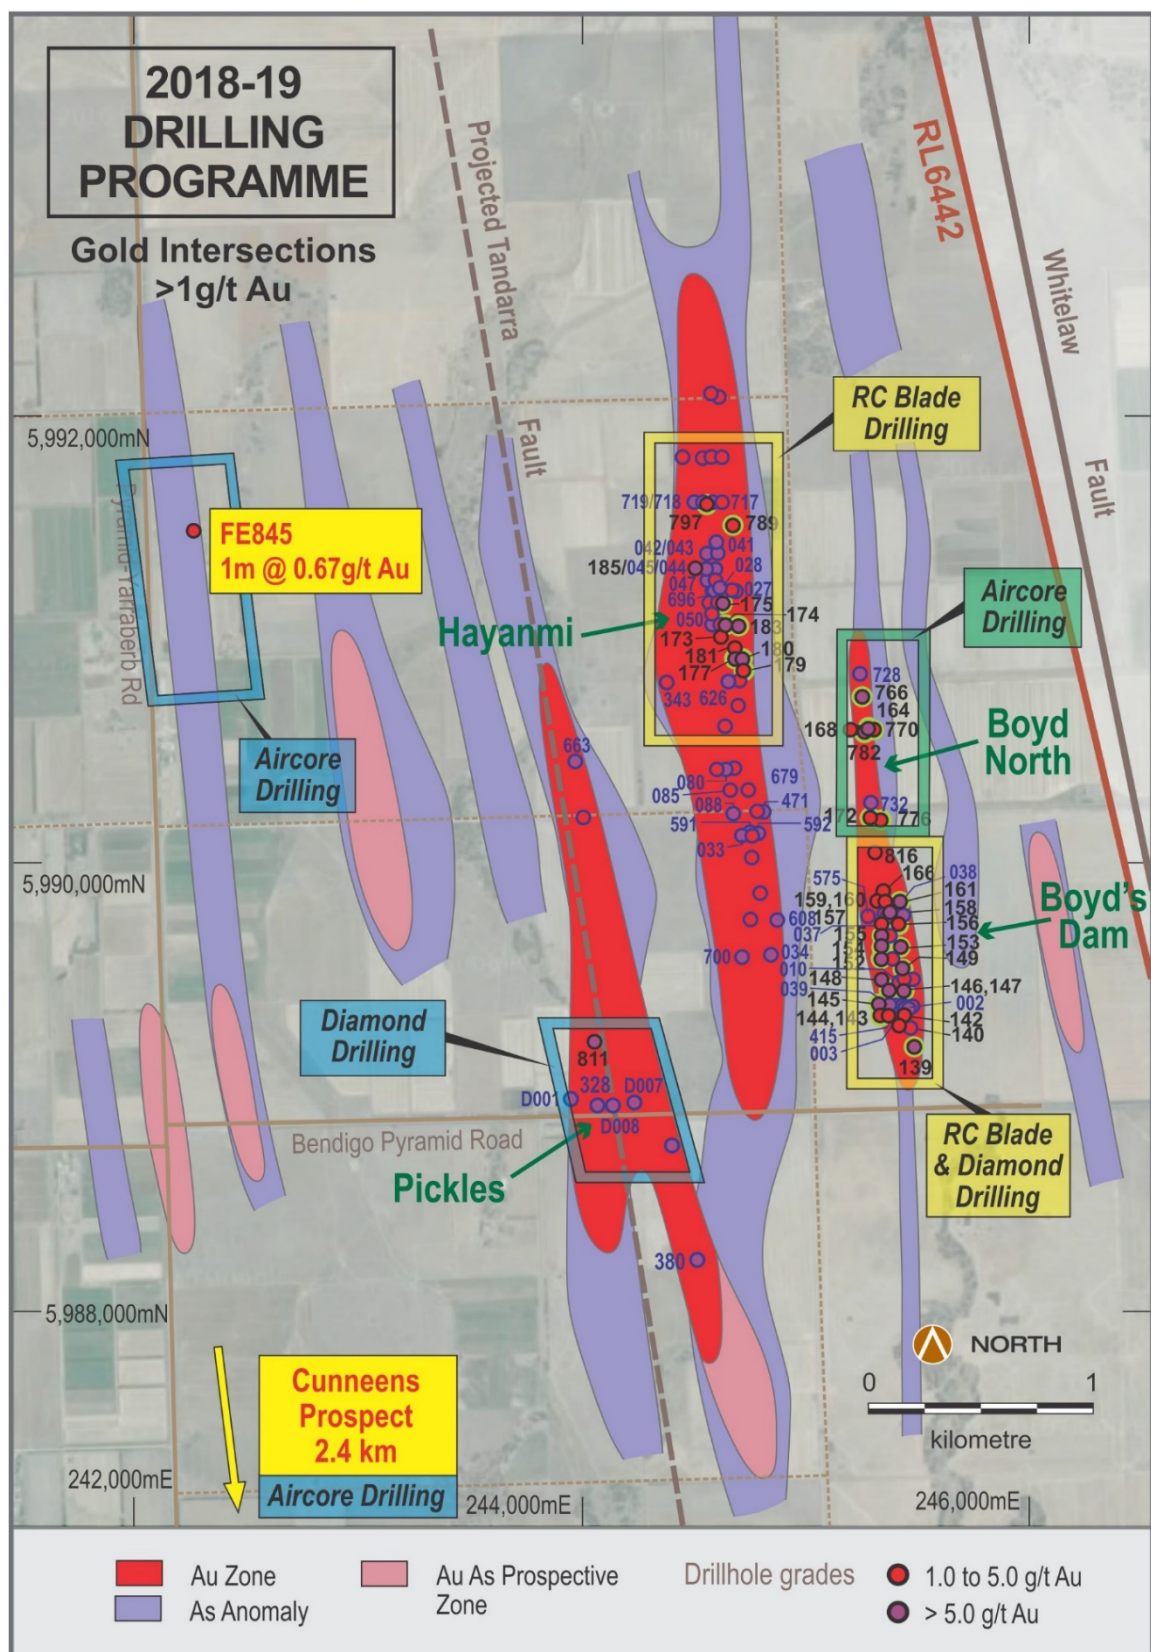 2018-19
DRILLING
PROGRAMME
Gold Intersections
>1g/t Au
Projected Tandarra
Fault
RL6442
Whitelaw
Fault
RC Blade
Drilling
5,992,000mN
Pyramid-Yarraberb Rd
FE845
1m @ 0.67g/t Au
719/718
717
797
789
042/043
041
185/045/044
028
047
027
696
175
050
174
Hayanmi
183
173
181
180
177
179
343
626
Aircore
Drilling
728
766
164
168
770
782
Boyd
North
732
172
776
Aircore
Drilling
663
080
679
085
088
471
591
592
033
5,990,000mN
816
166
575
038
159,160
161
157
158
608
037
156
155
Boyd's
Dam
154
153
152
149
700
034
010
148
039
146,147
145
002
144,143
142
415
140
003
139
Diamond
Drilling
811
D001
328
D007
D008
Bendigo Pyramid Road
Pickles
RC Blade
& Diamond
Drilling
380
5,988,000mN
NORTH
0
1
kilometre
Cunneens
Prospect
2.4 km
Aircore Drilling
242,000mE
244,000mE
246,000mE
Au Zone
As Anomaly
Au As Prospective
Zone
Drillhole grades
1.0 to 5.0 g/t Au
> 5.0 g/t Au